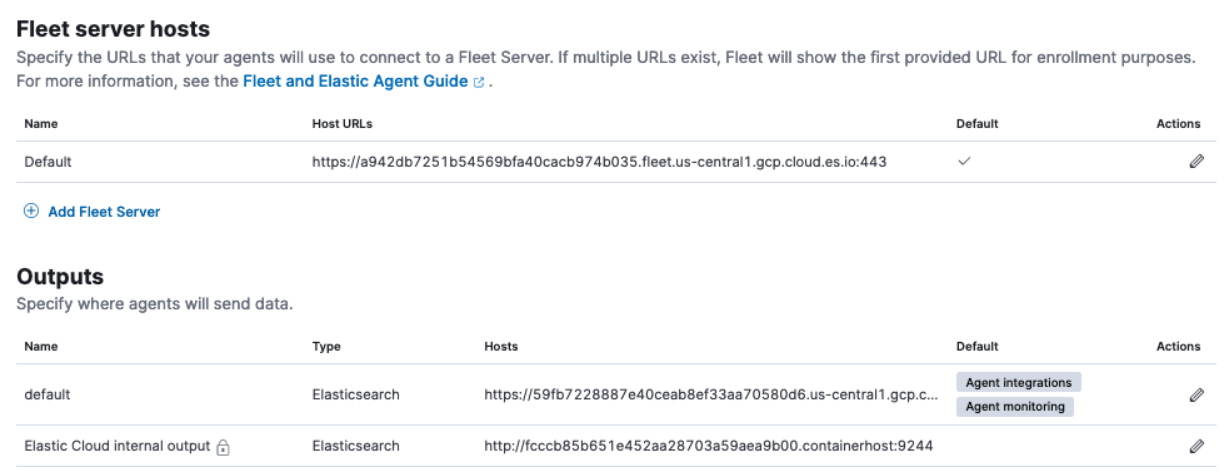 Fleet server hosts
Specify the URLs that your agents will use to connect to a Fleet Server. If multiple URLs exist, Fleet will show the first provided URL for enrollment purposes.
For more information, see the Fleet and Elastic Agent Guide .
Name Host URLs Default Actions
Default https://a942db7251b54569bfa40cacb974b035.fleet.us-central1.gcp.cloud.es.io:443
Add Fleet Server
Outputs
Specify where agents will send data.
Name Type Hosts Default Actions
default Elasticsearch https://59fb7228887e40ceab8ef33aa70580d6.us-central1.gcp.c... Agent integrations
Agent monitoring
Elastic Cloud internal output Elasticsearch http://fcccb85b651e452aa28703a59aea9b00.containerhost:9244